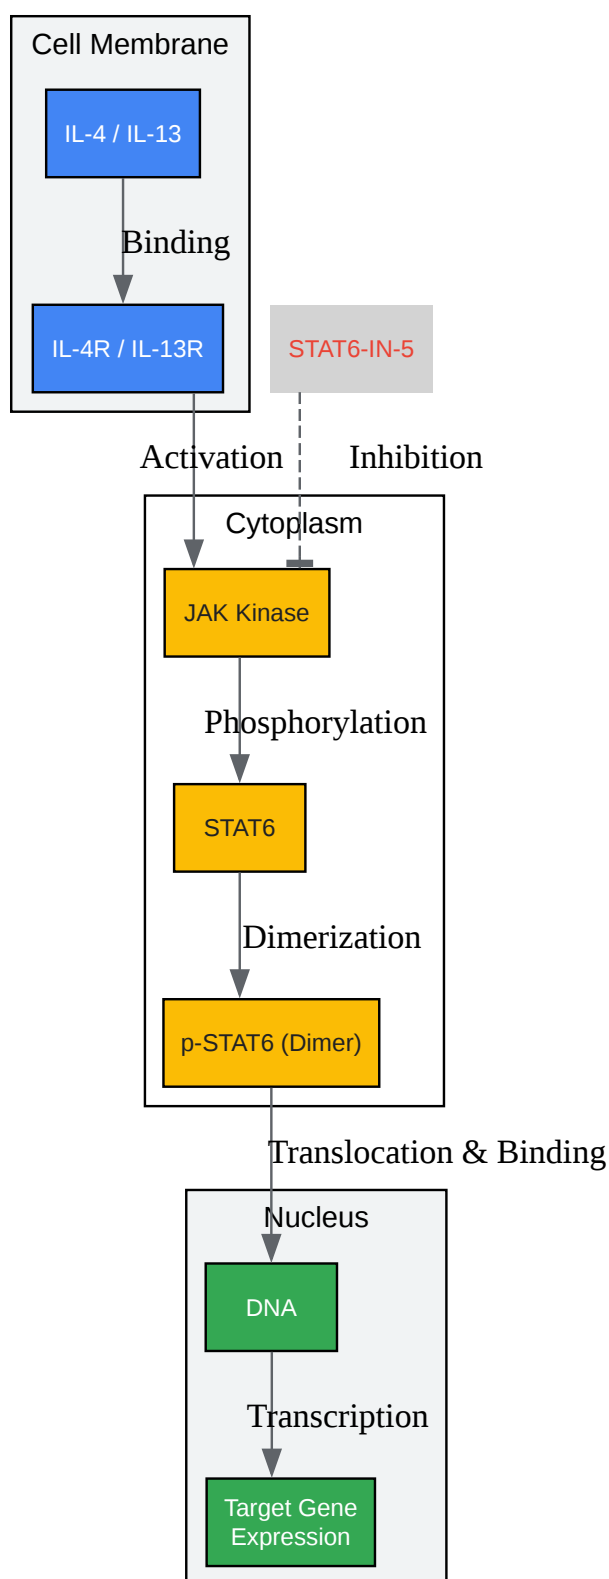 Cell Membrane
IL-4 / IL-13
Binding
IL-4R / IL-13R
STAT6-IN-5
Activation
Inhibition
Cytoplasm
JAK Kinase
Phosphorylation
STAT6
Dimerization
p-STAT6 (Dimer)
Translocation & Binding
Nucleus
DNA
Transcription
Target Gene
Expression